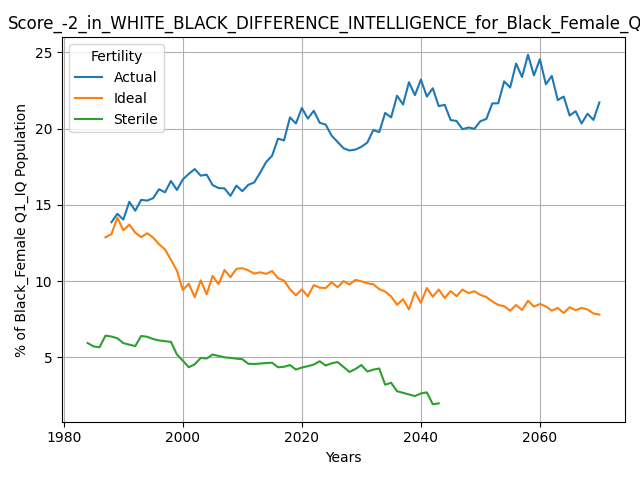 Score_-2_in_WHITE_BLACK_DIFFERENCE_INTELLIGENCE_for_Black_Female_Q
Fertility
Actual
Ideal
Sterile
% of Black_Female Q1_IQ Population
25
20
15
10
5
1980 2000 2020 2040 2060
Years